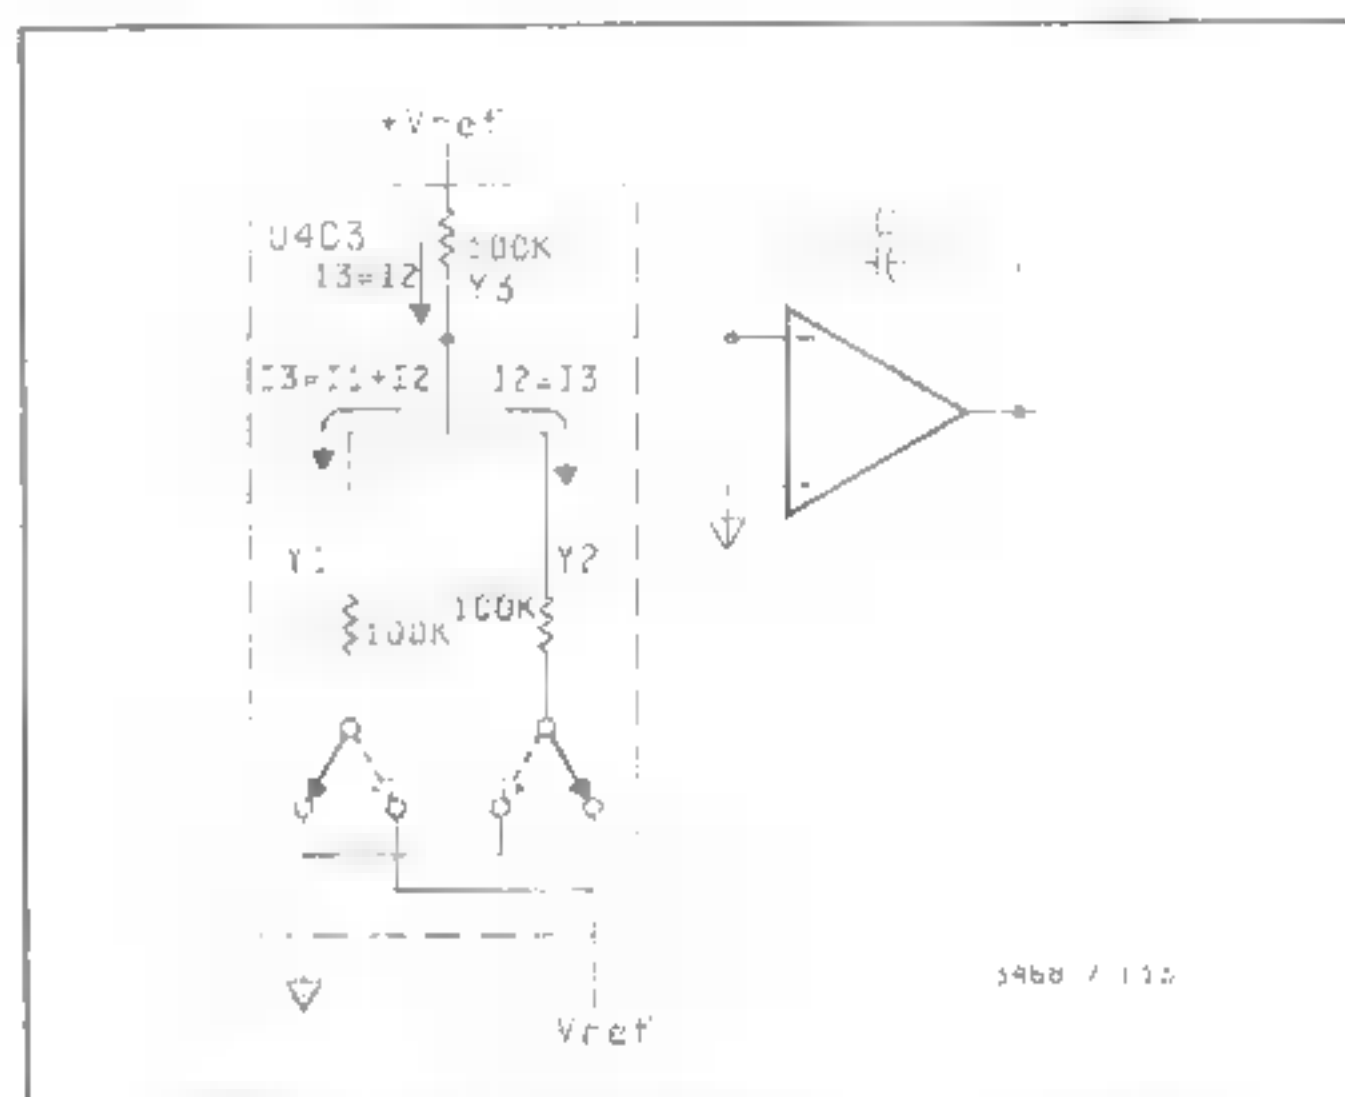 +Vref
U4C3
100K
I3=I2
Y3
I3=I1+I2
I2=I3
Y1
Y2
100K
100K
C
Vref